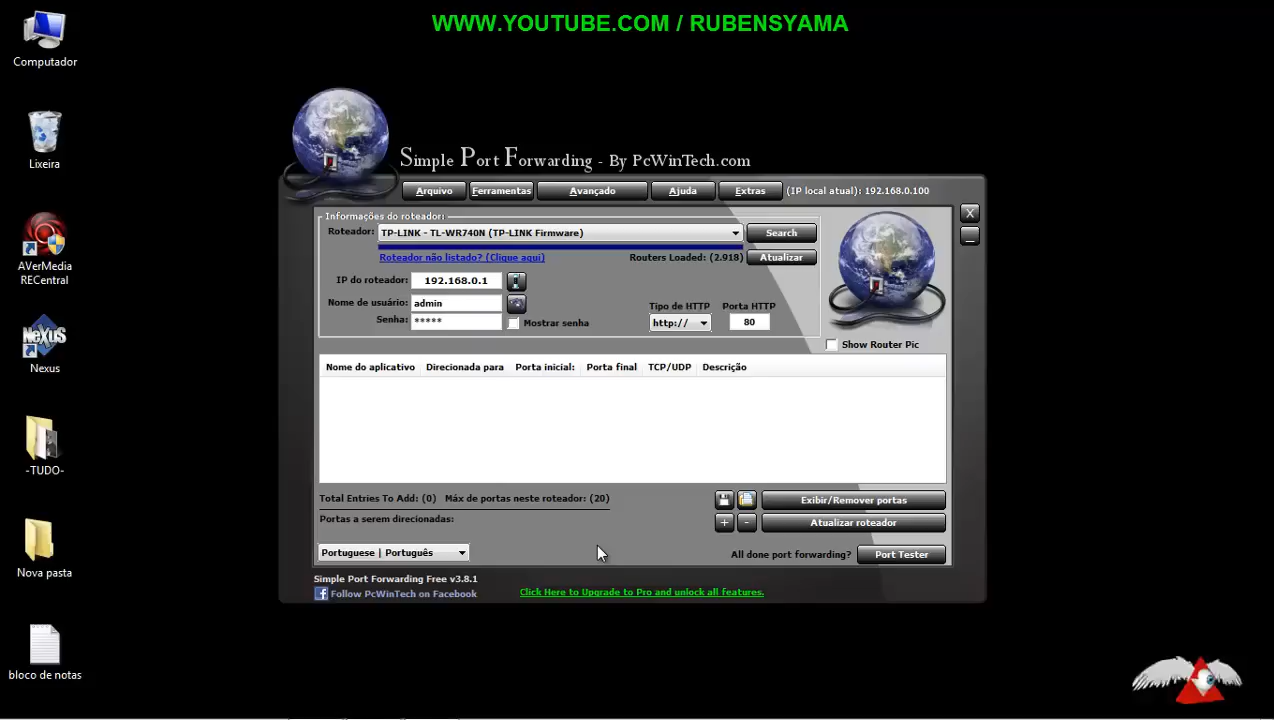 WWW.YOUTUBE.COM / RUBENSYAMA
Computador
Lixeira
AVerMedia
RECentral
Nexus
-TUDO-
Nova pasta
bloco de notas
Simple Port Forwarding - By PcWinTech.com
Arquivo Ferramentas Avançado Ajuda Extras (IP local atual): 192.168.0.100
X
_
Informações do roteador:
Roteador: TP-LINK - TL-WR740N (TP-LINK Firmware) Search
Roteador não listado? (Clique aqui) Routers Loaded: (2.918) Atualizar
IP do roteador: 192.168.0.1
Nome de usuário: admin
Tipo de HTTP Porta HTTP
Senha: ***** Mostrar senha http:// 80
Show Router Pic
Nome do aplicativo Direcionada para Porta inicial: Porta final TCP/UDP Descrição
Total Entries To Add: (0) Máx de portas neste roteador: (20) Exibir/Remover portas
Portas a serem direcionadas: + - Atualizar roteador
Portuguese | Português All done port forwarding? Port Tester
Simple Port Forwarding Free v3.8.1
Follow PcWinTech on Facebook Click Here to Upgrade to Pro and unlock all features.